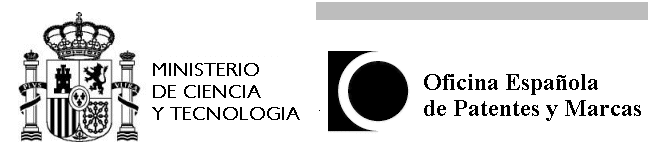 MINISTERIO
DE CIENCIA
Y TECNOLOGIA
Oficina Española
de Patentes y Marcas